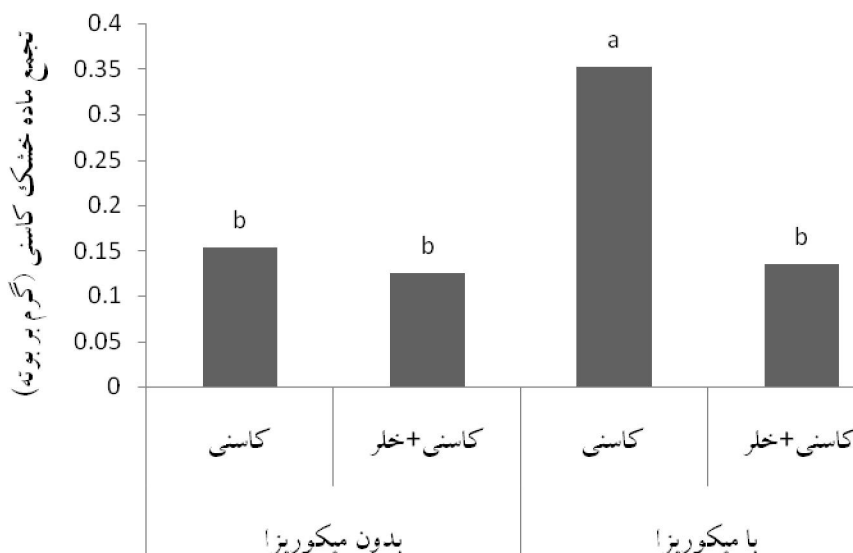 تجمع ماده خشک کاسنی (گرم بر بوته)
0.4
0.35
0.3
0.25
0.2
0.15
0.1
0.05
0
b
b
a
b
کاسنی
کاسنی+خلر
کاسنی
کاسنی+خلر
بدون میکوریزا
با میکوریزا